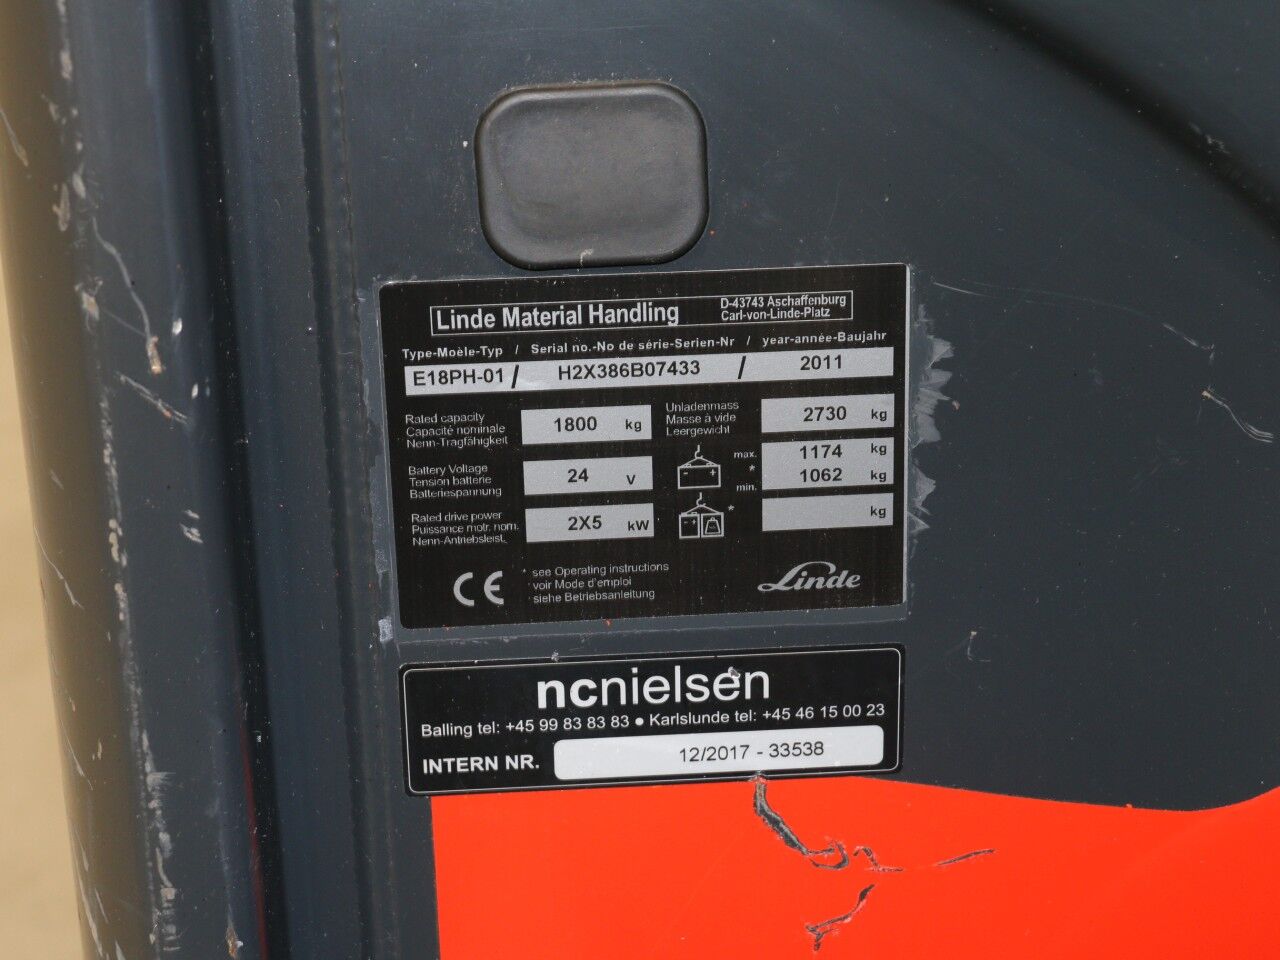 Linde Material Handling
D-43743 Aschaffenburg
Carl-von-Linde-Platz
Type-Moèle-Typ / Serial no.-No de série-Serien-Nr / year-année-Baujahr
E18PH-01 / H2X386B07433 / 2011
Rated capacity
Capacité nominale
Nenn-Tragfähigkeit
1800 kg
Unladenmass
Masse à vide
Leergewicht
2730 kg
Battery Voltage
Tension batterie
Batteriespannung
24 V
- +
max. 1174 kg
*
min. 1062 kg
Rated drive power
Puissance motr. nom.
Nenn-Antriebsleist.
2X5 kW
*
kg
CE
* see Operating instructions
voir Mode d'emploi
siehe Betriebsanleitung
Linde
ncnielsen
Balling tel: +45 99 83 83 83 ● Karlslunde tel: +45 46 15 00 23
INTERN NR. 12/2017 - 33538